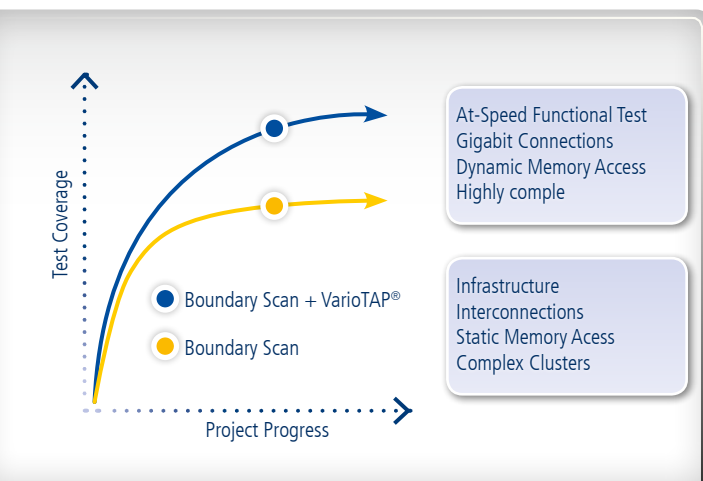 Test Coverage
Boundary Scan + VarioTAP®
Boundary Scan
Project Progress
At-Speed Functional Test
Gigabit Connections
Dynamic Memory Access
Highly comple
Infrastructure
Interconnections
Static Memory Acess
Complex Clusters